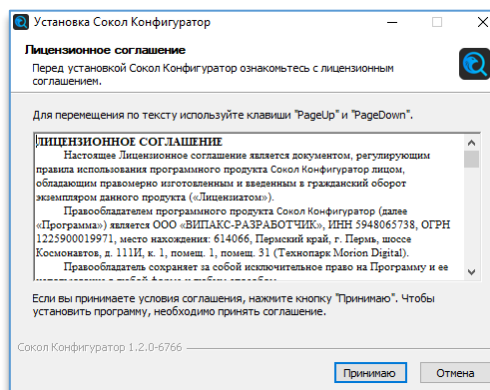 Установка Сокол Конфигуратор
Лицензионное соглашение
Перед установкой Сокол Конфигуратор ознакомьтесь с лицензионным
соглашением.
Для перемещения по тексту используйте клавиши "PageUp" и "PageDown".
ЛИЦЕНЗИОННОЕ СОГЛАШЕНИЕ
Настоящее Лицензионное соглашение является документом, регулирующим
правила использования программного продукта Сокол Конфигуратор лицом,
обладающим правомерно изготовленным и введенным в гражданский оборот
экземпляром данного продукта («Лицензиатом»).
Правообладателем программного продукта Сокол Конфигуратор (далее
«Программа») является ООО «ВИПАКС-РАЗРАБОТЧИК», ИНН 5948065738, ОГРН
1225900019971, место нахождения: 614066, Пермский край, г. Пермь, шоссе
Космонавтов, д. 111И, к. 1, помещ. 1, помещ. 31 (Технопарк Morion Digital).
Правообладатель сохраняет за собой исключительное право на Программу и ее
Если вы принимаете условия соглашения, нажмите кнопку "Принимаю". Чтобы
установить программу, необходимо принять соглашение.
Сокол Конфигуратор 1.2.0-6766
Принимаю
Отмена